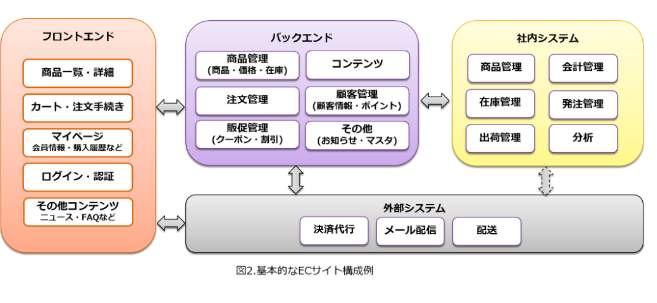 フロントエンド
商品一覧・詳細
カート・注文手続き
マイページ
会員情報・購入履歴など
ログイン・認証
その他コンテンツ
ニュース・FAQなど
バックエンド
商品管理
(商品・価格・在庫)
コンテンツ
注文管理
顧客管理
(顧客情報・ポイント)
販促管理
(クーポン・割引)
その他
(お知らせ・マスタ)
社内システム
商品管理
会計管理
在庫管理
発注管理
出荷管理
分析
外部システム
決済代行
メール配信
配送
図2.基本的なECサイト構成例